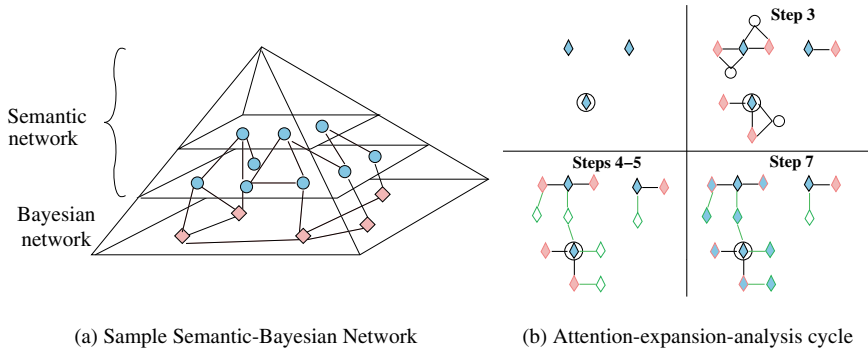 Semantic
network
Bayesian
network
(a) Sample Semantic-Bayesian Network
Step 3
Steps 4–5
Step 7
(b) Attention-expansion-analysis cycle